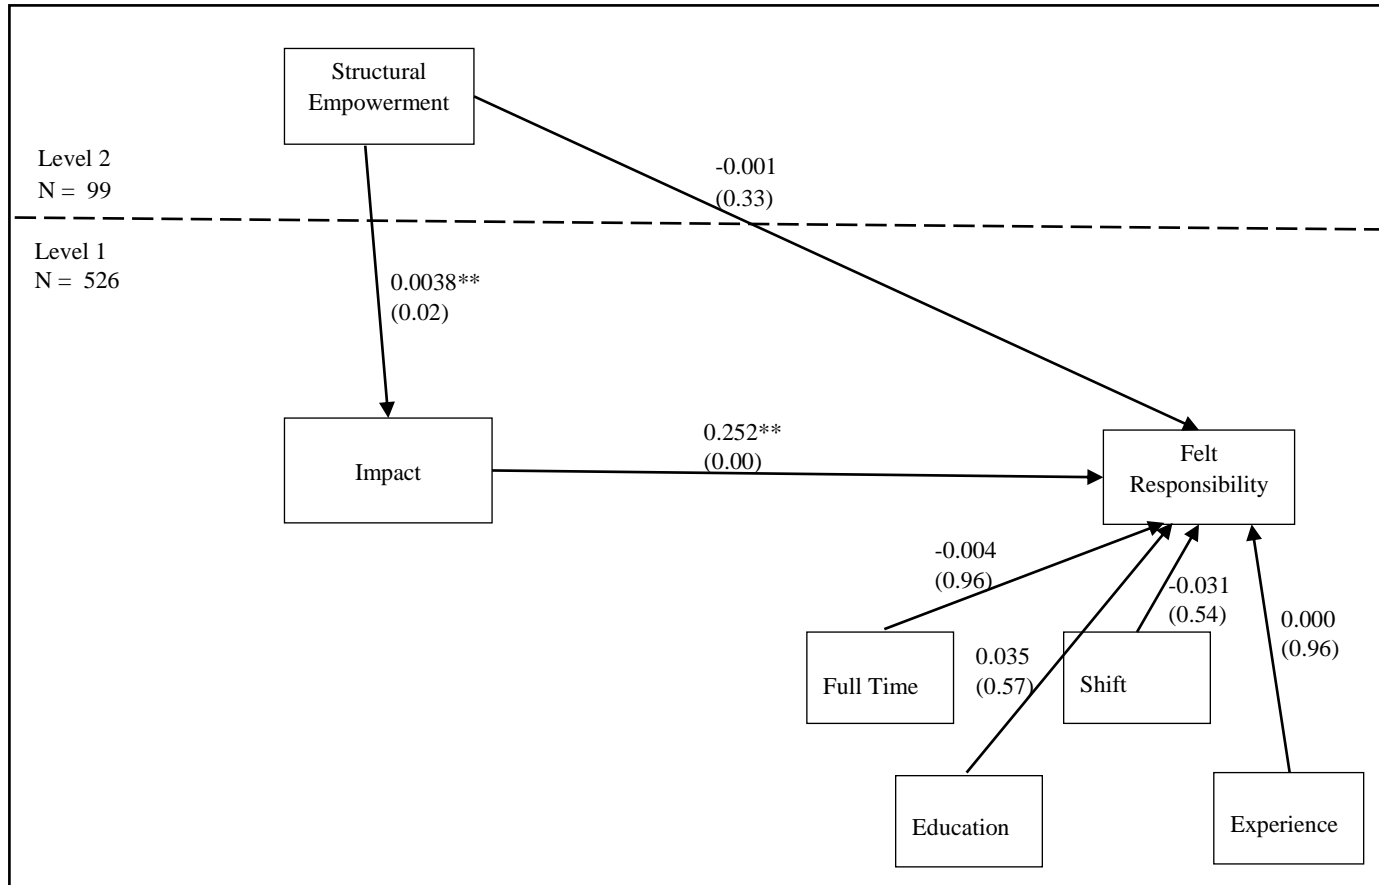 Structural
Empowerment
Level 2
N =  99
-0.001
(0.33)
Level 1
N =  526
0.0038**
(0.02)
Impact
0.252**
(0.00)
Felt
Responsibility
-0.004
(0.96)
-0.031
(0.54)
0.000
(0.96)
0.035
(0.57)
Full Time
Shift
Education
Experience